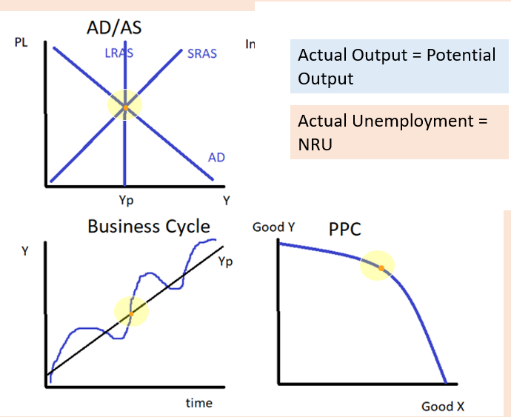 AD/AS
PL
LRAS
SRAS
In
AD
Yp
Y
Actual Output = Potential
Output
Actual Unemployment =
NRU
Business Cycle
Y
Yp
time
Good Y
PPC
Good X